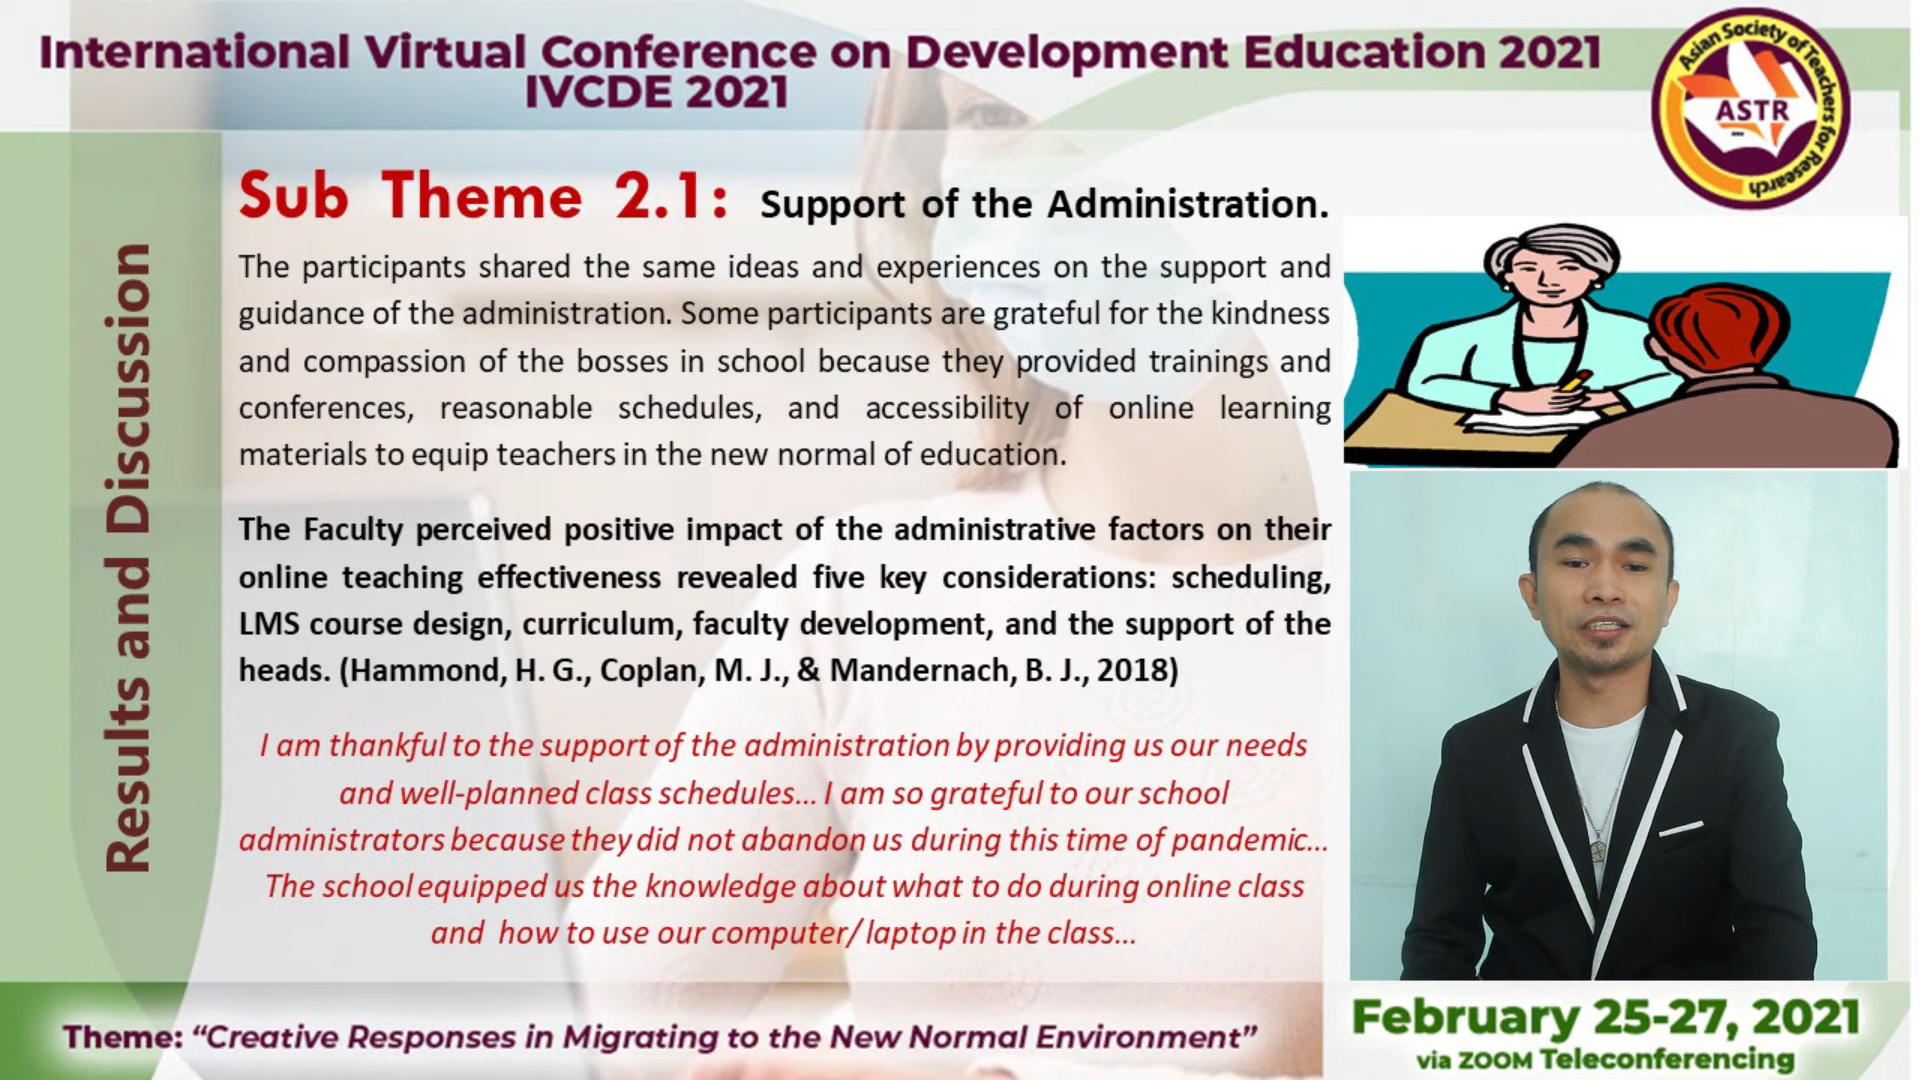 International Virtual Conference on Development Education 2021
IVCDE 2021
Asian Society of Teachers for Research
ASTR
Results and Discussion
Sub Theme 2.1: Support of the Administration.
The participants shared the same ideas and experiences on the support and
guidance of the administration. Some participants are grateful for the kindness
and compassion of the bosses in school because they provided trainings and
conferences, reasonable schedules, and accessibility of online learning
materials to equip teachers in the new normal of education.
The Faculty perceived positive impact of the administrative factors on their
online teaching effectiveness revealed five key considerations: scheduling,
LMS course design, curriculum, faculty development, and the support of the
heads. (Hammond, H. G., Coplan, M. J., & Mandernach, B. J., 2018)
I am thankful to the support of the administration by providing us our needs
and well-planned class schedules... I am so grateful to our school
administrators because they did not abandon us during this time of pandemic...
The school equipped us the knowledge about what to do during online class
and how to use our computer/ laptop in the class...
Theme: “Creative Responses in Migrating to the New Normal Environment”
February 25-27, 2021
via ZOOM Teleconferencing